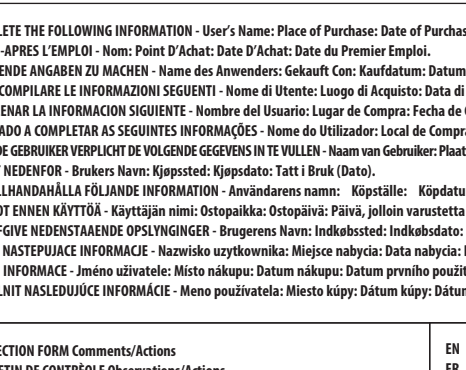 LETE THE FOLLOWING INFORMATION - User's Name: Place of Purchase: Date of Purchas
-APRES L'EMPLOI - Nom: Point D'Achat: Date D'Achat: Date du Premier Emploi.
ENDE ANGABEN ZU MACHEN - Name des Anwenders: Gekauft Con: Kaufdatum: Datum
COMPILARE LE INFORMAZIONI SEGUENTI - Nome di Utente: Luogo di Acquisto: Data di
ENAR LA INFORMACION SIGUIENTE - Nombre del Usuario: Lugar de Compra: Fecha de
ADO A COMPLETAR AS SEGUINTES INFORMAÇÕES - Nome do Utilizador: Local de Compr
DE GEBRUIKER VERPLICHT DE VOLGENDE GEGEVENS IN TE VULLEN - Naam van Gebruiker: Plaat
NEDENFOR - Brukers Navn: Kjøpssted: Kjøpsdato: Tatt i Bruk (Dato).
LLHANDAHÅLLA FÖLJANDE INFORMATION - Användarens namn: Köpställe: Köpdatu
OT ENNEN KÄYTTÖÄ - Käyttäjän nimi: Ostopaikka: Ostopäivä: Päivä, jolloin varustetta
FGIVE NEDENSTAAENDE OPSLYNGINGER - Brugerens Navn: Indkøbssted: Indkøbsdato:
NASTEPUJACE INFORMACJE - Nazwisko uzytkownika: Miejsce nabycia: Data nabycia:
INFORMACE - Jméno uživatele: Místo nákupu: Datum nákupu: Datum prvního použit
LNIT NASLEDUJÚCE INFORMÁCIE - Meno používatela: Miesto kúpy: Dátum kúpy: Dátun
ECTION FORM Comments/Actions
EN
ETIN DE CONTRÈOLE Observations/Actions
FR